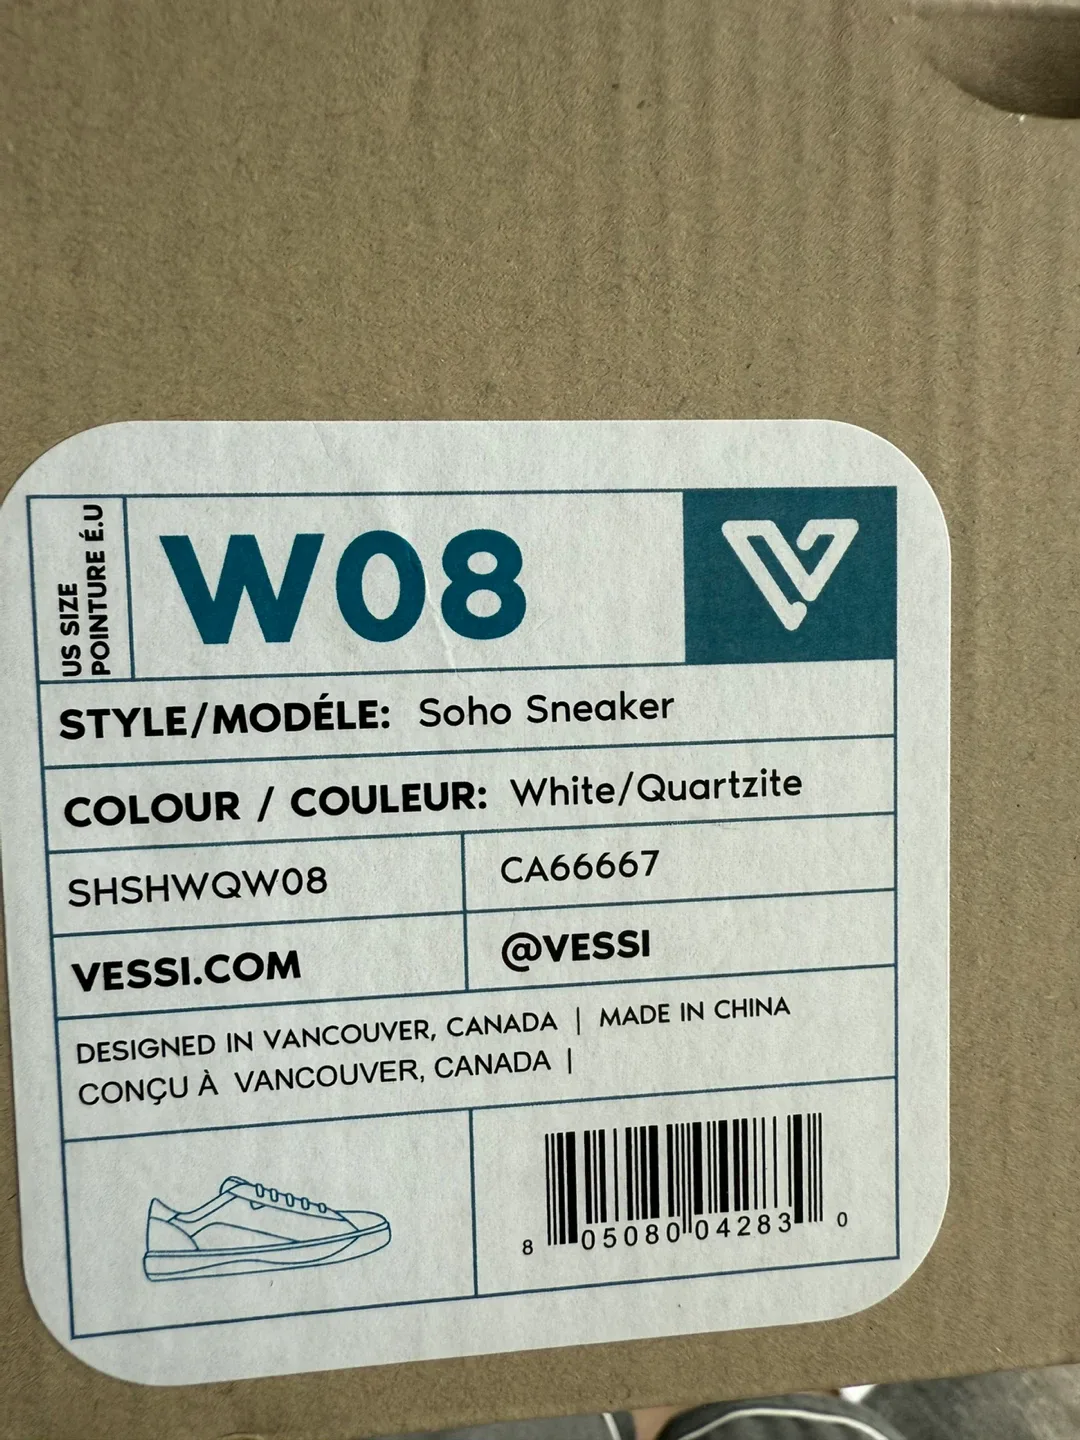 US SIZE
POINTURE É.U
W08
STYLE/MODÉLE: Soho Sneaker
COLOUR / COULEUR: White/Quartzite
SHSHWQW08
CA66667
VESSI.COM
@VESSI
DESIGNED IN VANCOUVER, CANADA | MADE IN CHINA
CONÇU À VANCOUVER, CANADA |
8 05080 04283 0